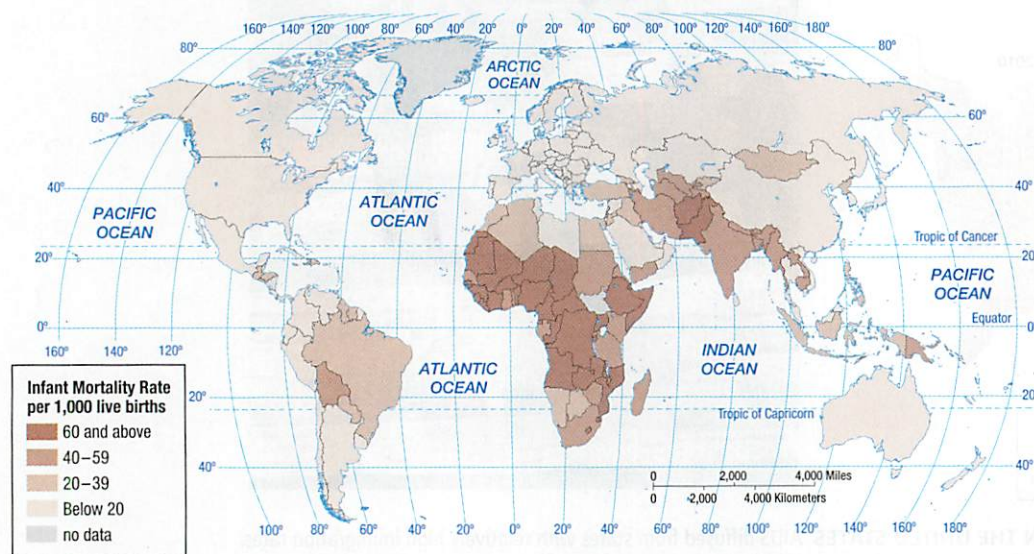 160° 140° 120° 100° 80° 60° 40° 20° 0° 20° 40° 60° 80° 100° 120° 140° 160° 180°
80° 80°
ARCTIC
OCEAN
60° 60°
40° 40°
PACIFIC
OCEAN
ATLANTIC
OCEAN
Tropic of Cancer
20° 20°
PACIFIC
OCEAN
Equator
0° 0°
160° 140° 120°
160° 180°
ATLANTIC
OCEAN
INDIAN
OCEAN
20° 20°
Tropic of Capricorn
40° 40°
Infant Mortality Rate
per 1,000 live births
60 and above
40–59
20–39
Below 20
no data
0 2,000 4,000 Miles
0 2,000 4,000 Kilometers
100° 80° 60° 40° 20° 0° 20° 40° 60° 80° 100° 120° 140° 160° 180°